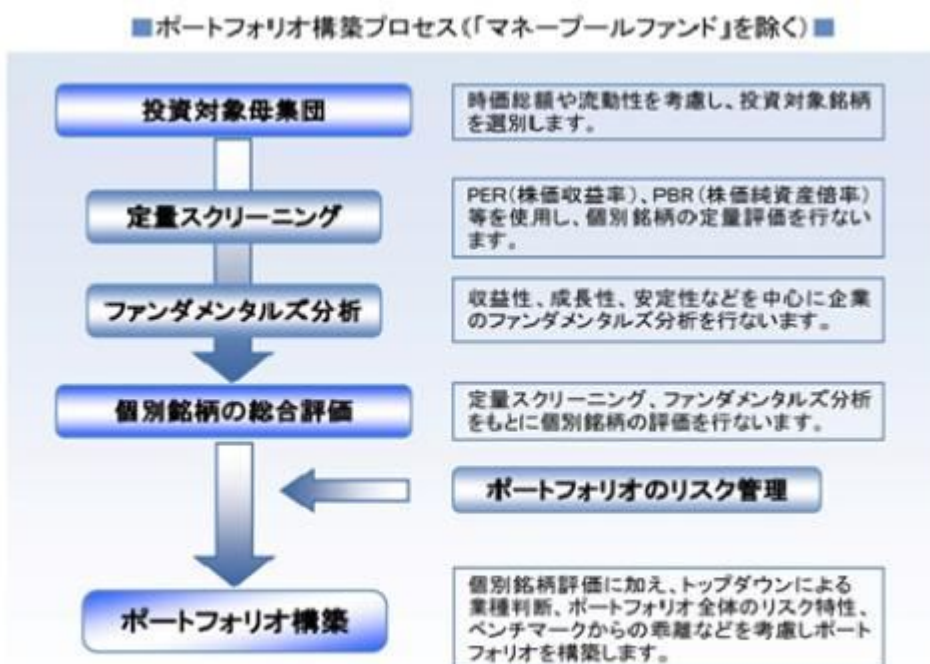 ■ポートフォリオ構築プロセス(「マネープールファンド」を除く)■
投資対象母集団
時価総額や流動性を考慮し、投資対象銘柄
を選別します。
定量スクリーニング
PER(株価収益率)、PBR(株価純資産倍率)
等を使用し、個別銘柄の定量評価を行ない
ます。
ファンダメンタルズ分析
収益性、成長性、安定性などを中心に企業
のファンダメンタルズ分析を行ないます。
個別銘柄の総合評価
定量スクリーニング、ファンダメンタルズ分析
をもとに個別銘柄の評価を行ないます。
ポートフォリオのリスク管理
ポートフォリオ構築
個別銘柄評価に加え、トップダウンによる
業種判断、ポートフォリオ全体のリスク特性、
ベンチマークからの乖離などを考慮しポート
フォリオを構築します。